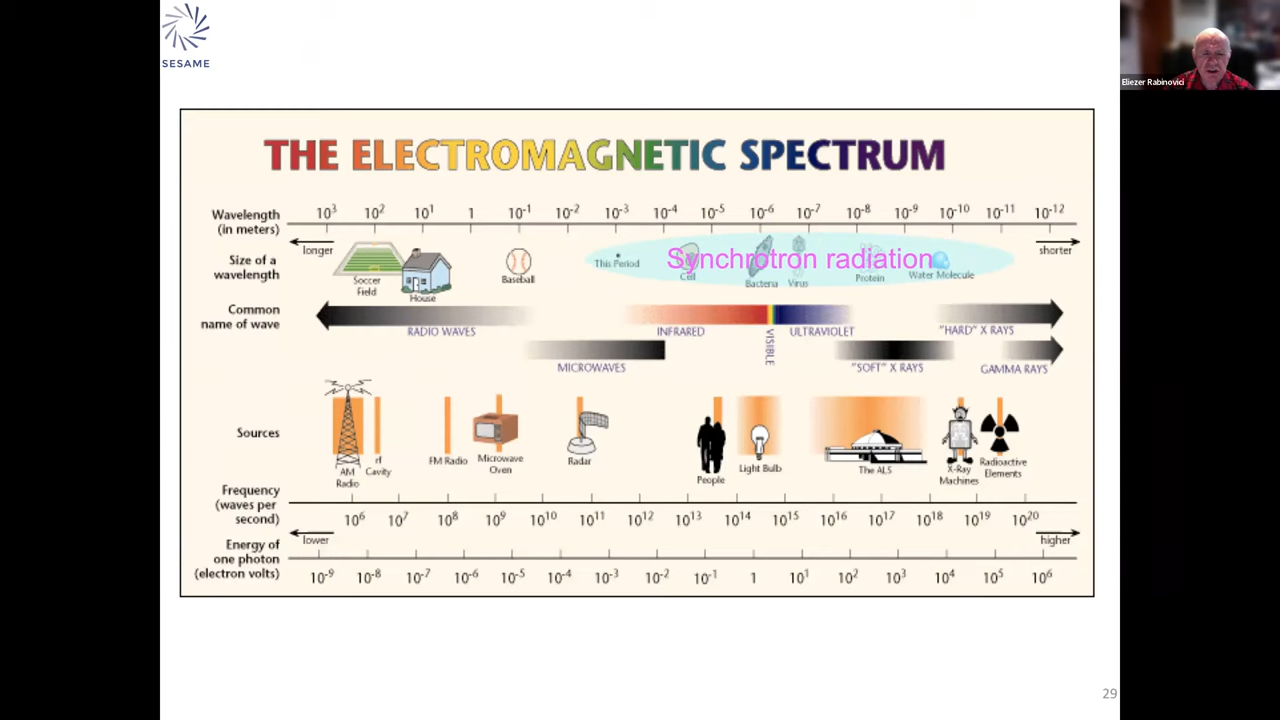 SESAME
Eliezer Rabinovici
THE ELECTROMAGNETIC SPECTRUM
Wavelength
(in meters)
10³ 10² 10¹ 1 10⁻¹ 10⁻² 10⁻³ 10⁻⁴ 10⁻⁵ 10⁻⁶ 10⁻⁷ 10⁻⁸ 10⁻⁹ 10⁻¹⁰ 10⁻¹¹ 10⁻¹²
longer
shorter
Size of a
wavelength
Soccer
Field
House
Baseball
This Period
Synchrotron radiation
Cell
Bacteria
Virus
Protein
Water Molecule
Common
name of wave
RADIO WAVES
INFRARED
VISIBLE
ULTRAVIOLET
"HARD" X RAYS
MICROWAVES
"SOFT" X RAYS
GAMMA RAYS
Sources
AM
Radio
rf
Cavity
FM Radio
Microwave
Oven
Radar
People
Light Bulb
The ALS
X-Ray
Machines
Radioactive
Elements
Frequency
(waves per
second)
10⁶ 10⁷ 10⁸ 10⁹ 10¹⁰ 10¹¹ 10¹² 10¹³ 10¹⁴ 10¹⁵ 10¹⁶ 10¹⁷ 10¹⁸ 10¹⁹ 10²⁰
lower
higher
Energy of
one photon
(electron volts)
10⁻⁹ 10⁻⁸ 10⁻⁷ 10⁻⁶ 10⁻⁵ 10⁻⁴ 10⁻³ 10⁻² 10⁻¹ 1 10¹ 10² 10³ 10⁴ 10⁵ 10⁶
29